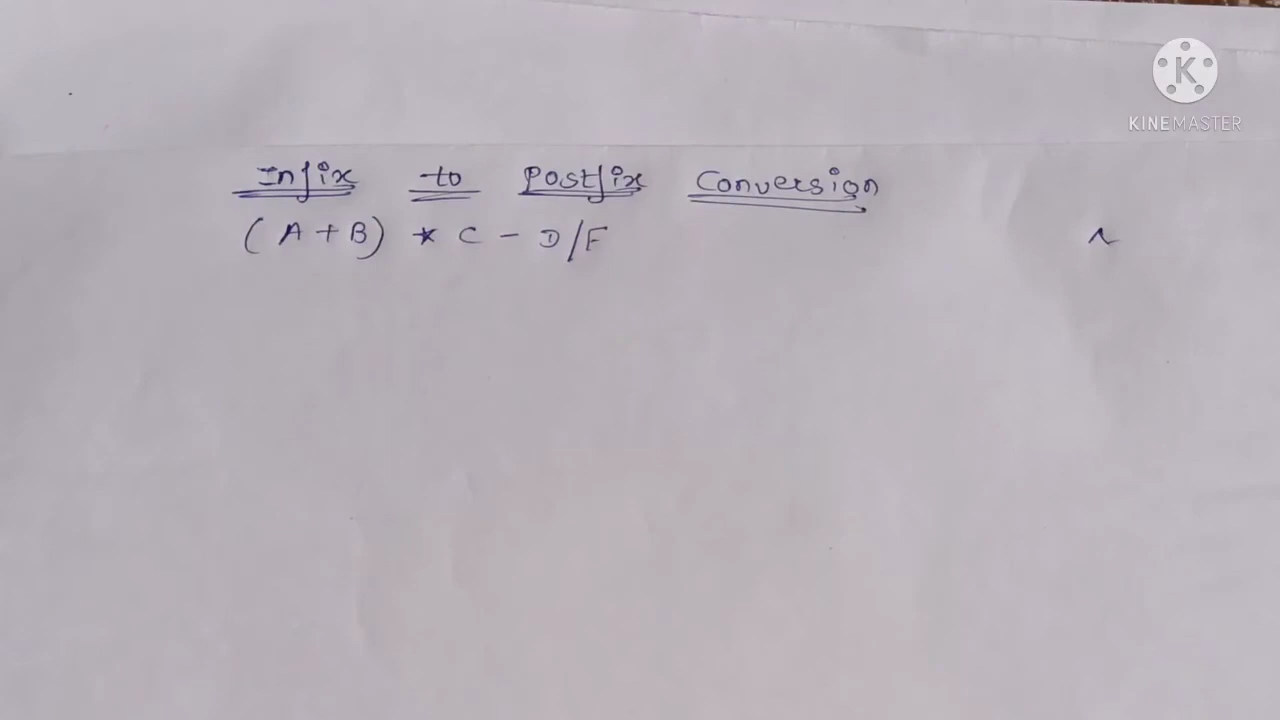 Infix to Postfix Conversion
(A+B) * C - D/F
K
KINEMASTER